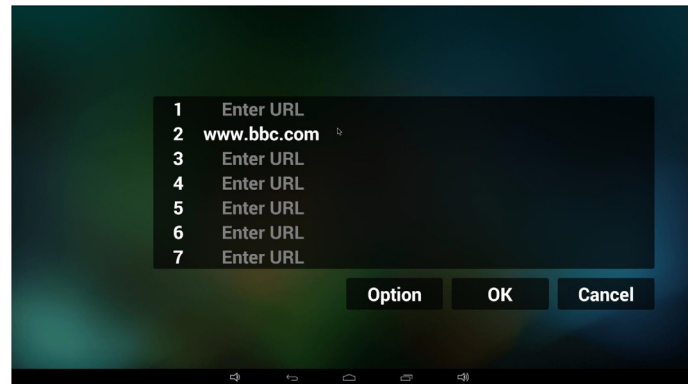 1 Enter URL
2 www.bbc.com
3 Enter URL
4 Enter URL
5 Enter URL
6 Enter URL
7 Enter URL
Option OK Cancel